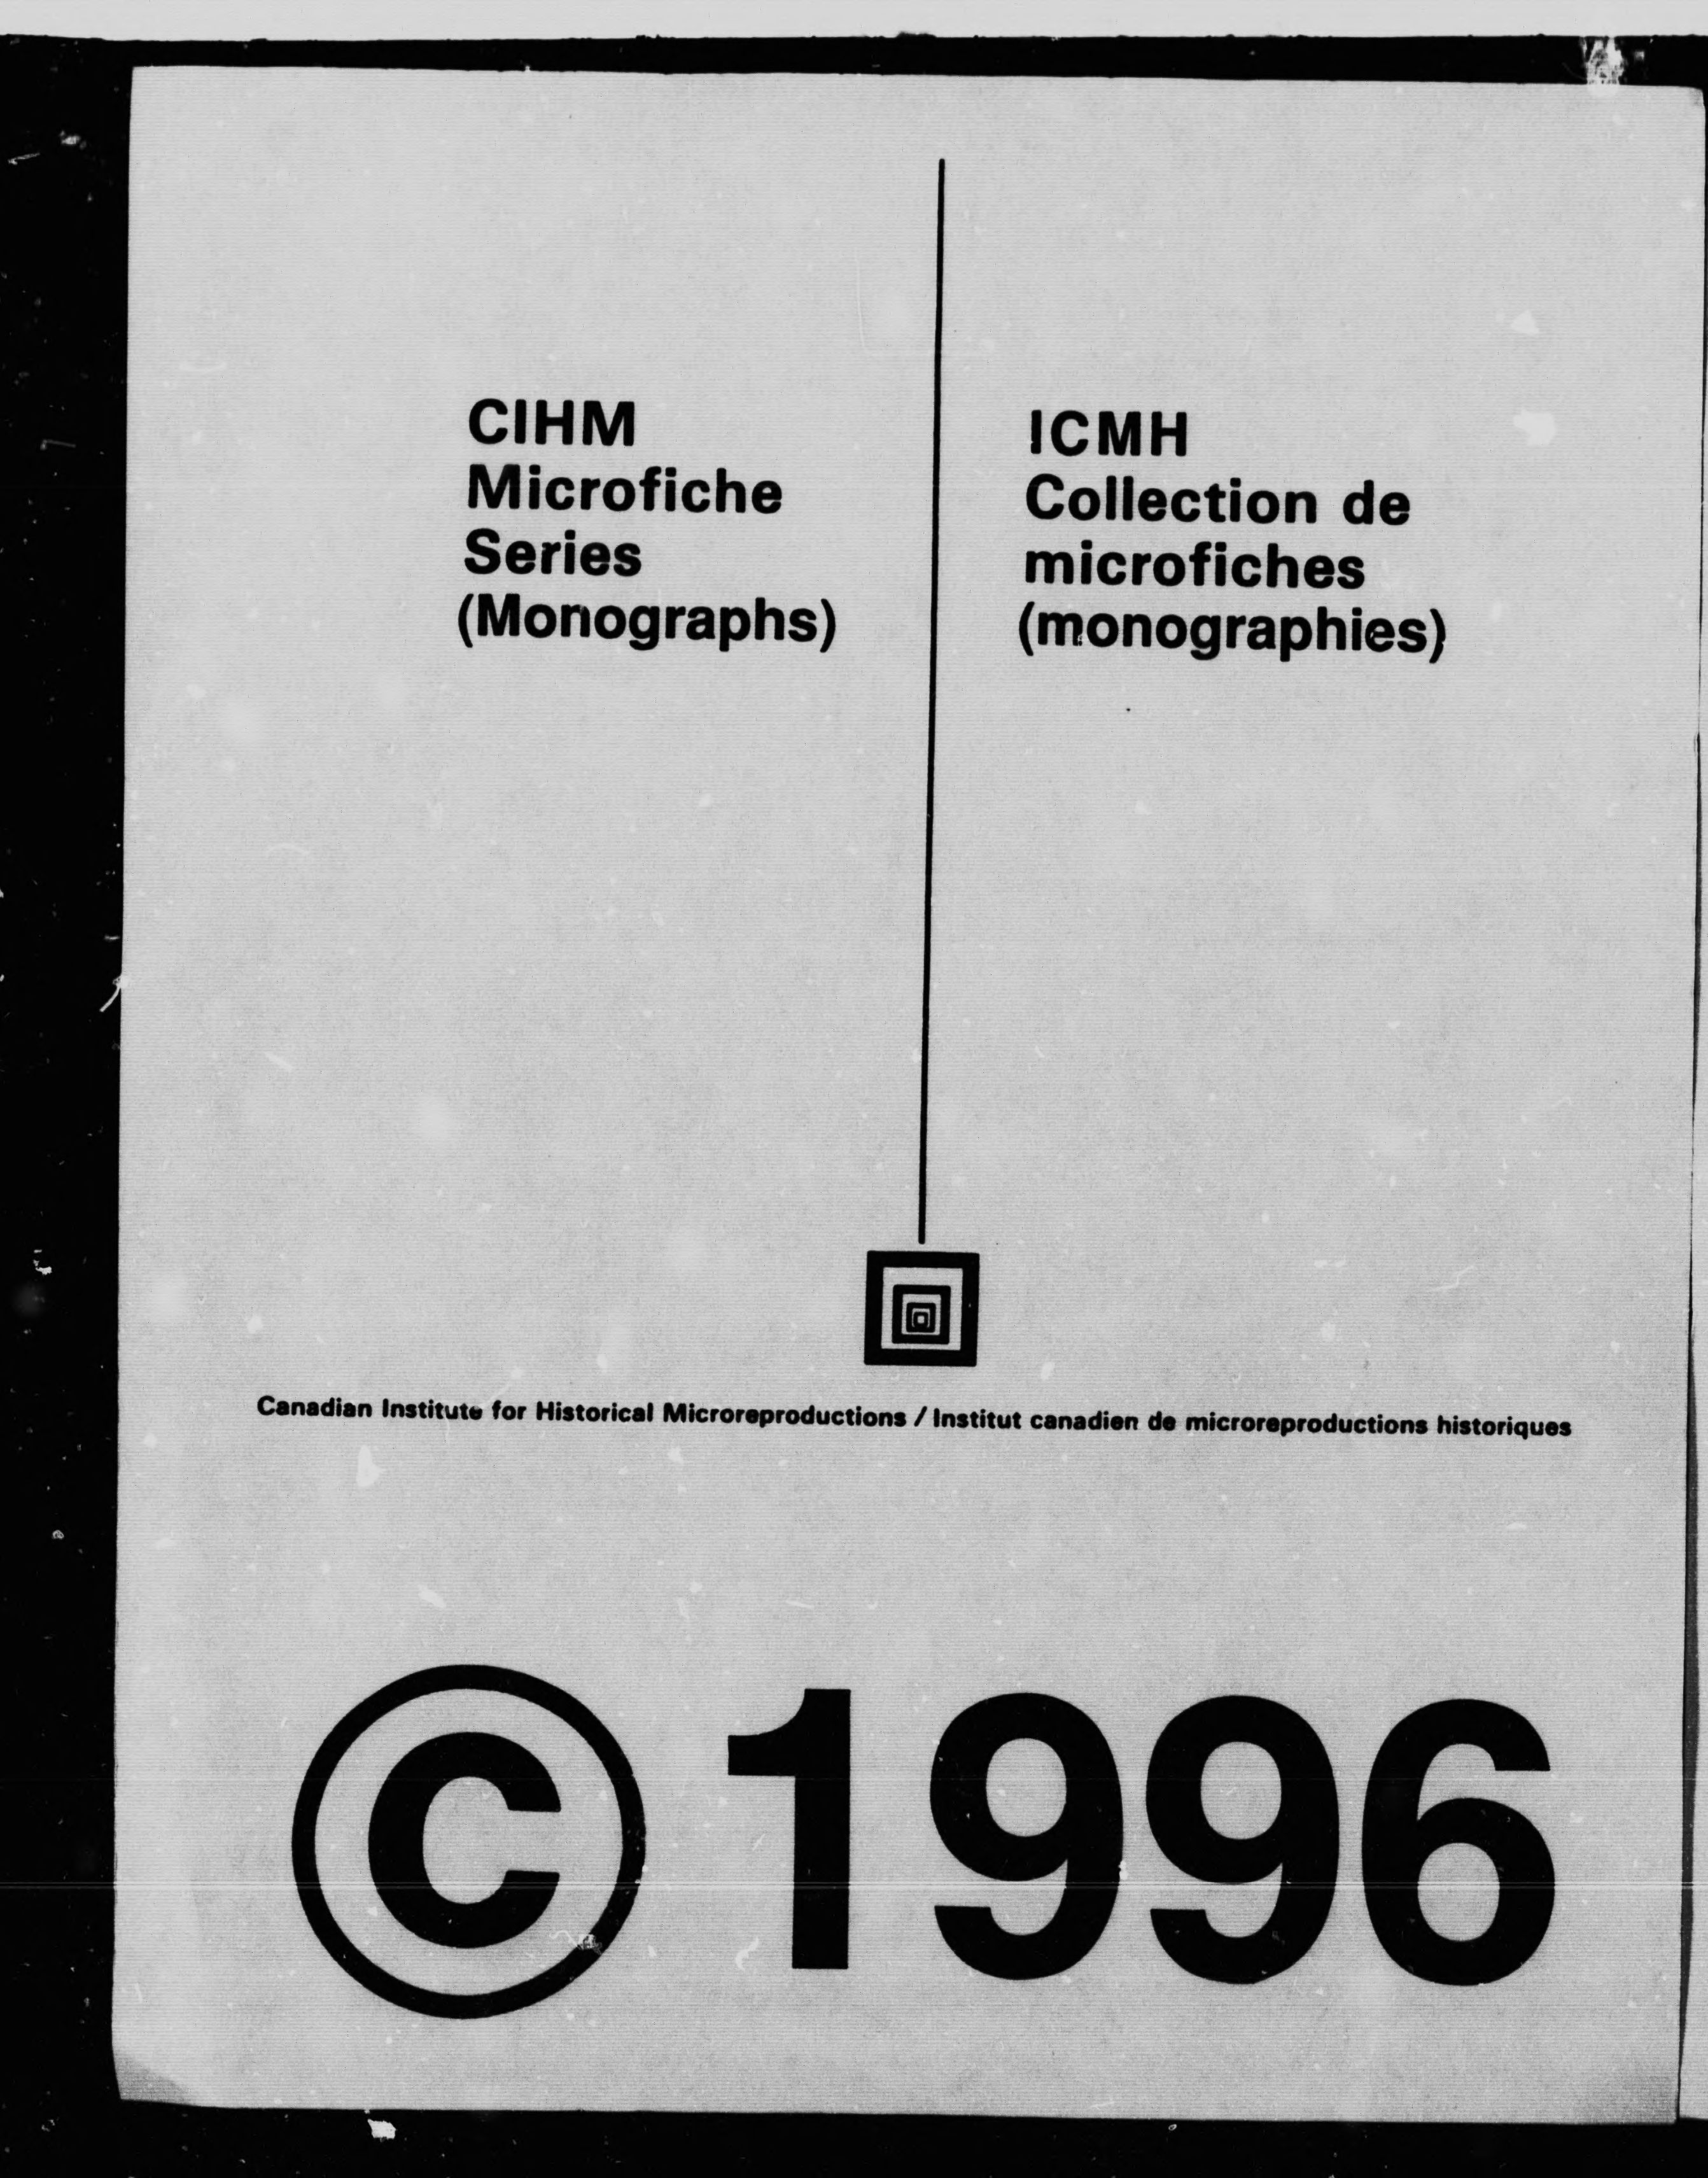 CIHM
Microfiche
Series
(Monographs)
ICMH
Collection de
microfiches
(monographies)
Canadian Institute for Historical Microreproductions / Institut canadien de microreproductions historiques
© 1996